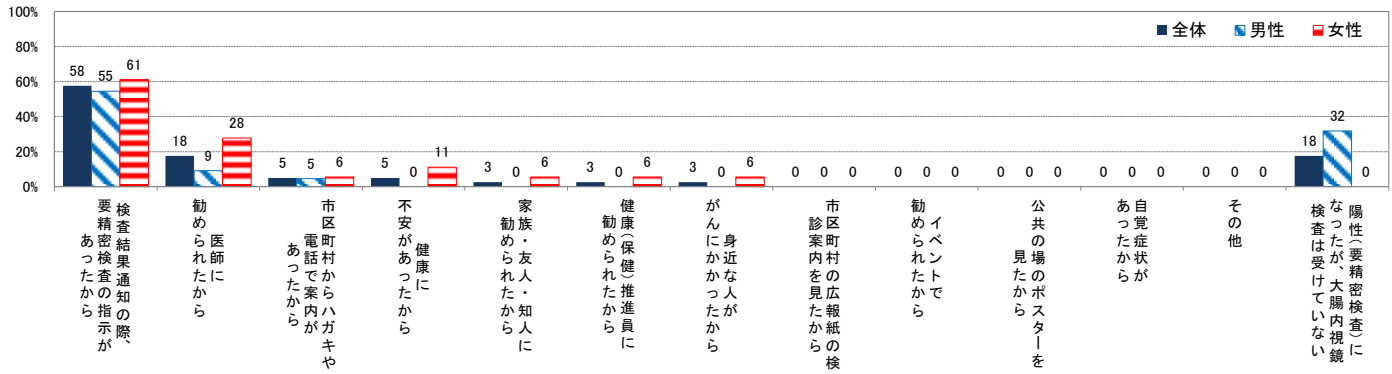 100%
80%
60%
40%
20%
0%
全体 男性 女性
58 55 61
18 9 28
5 5 6
5 0 11
3 0 6
3 0 6
3 0 6
0 0 0
0 0 0
0 0 0
0 0 0
0 0 0
18 32 0
検査結果通知の際、
要精密検査の指示が
あったから
医師に
勧められたから
市区町村からハガキや
電話で案内が
あったから
健康に
不安があったから
家族・友人・知人に
勧められたから
健康(保健)推進員に
勧められたから
身近な人が
がんにかかったから
市区町村の広報紙の検
診案内を見たから
イベントで
勧められたから
公共の場のポスターを
見たから
自覚症状が
あったから
その他
陽性(要精密検査)に
なったが、大腸内視鏡
検査は受けていない